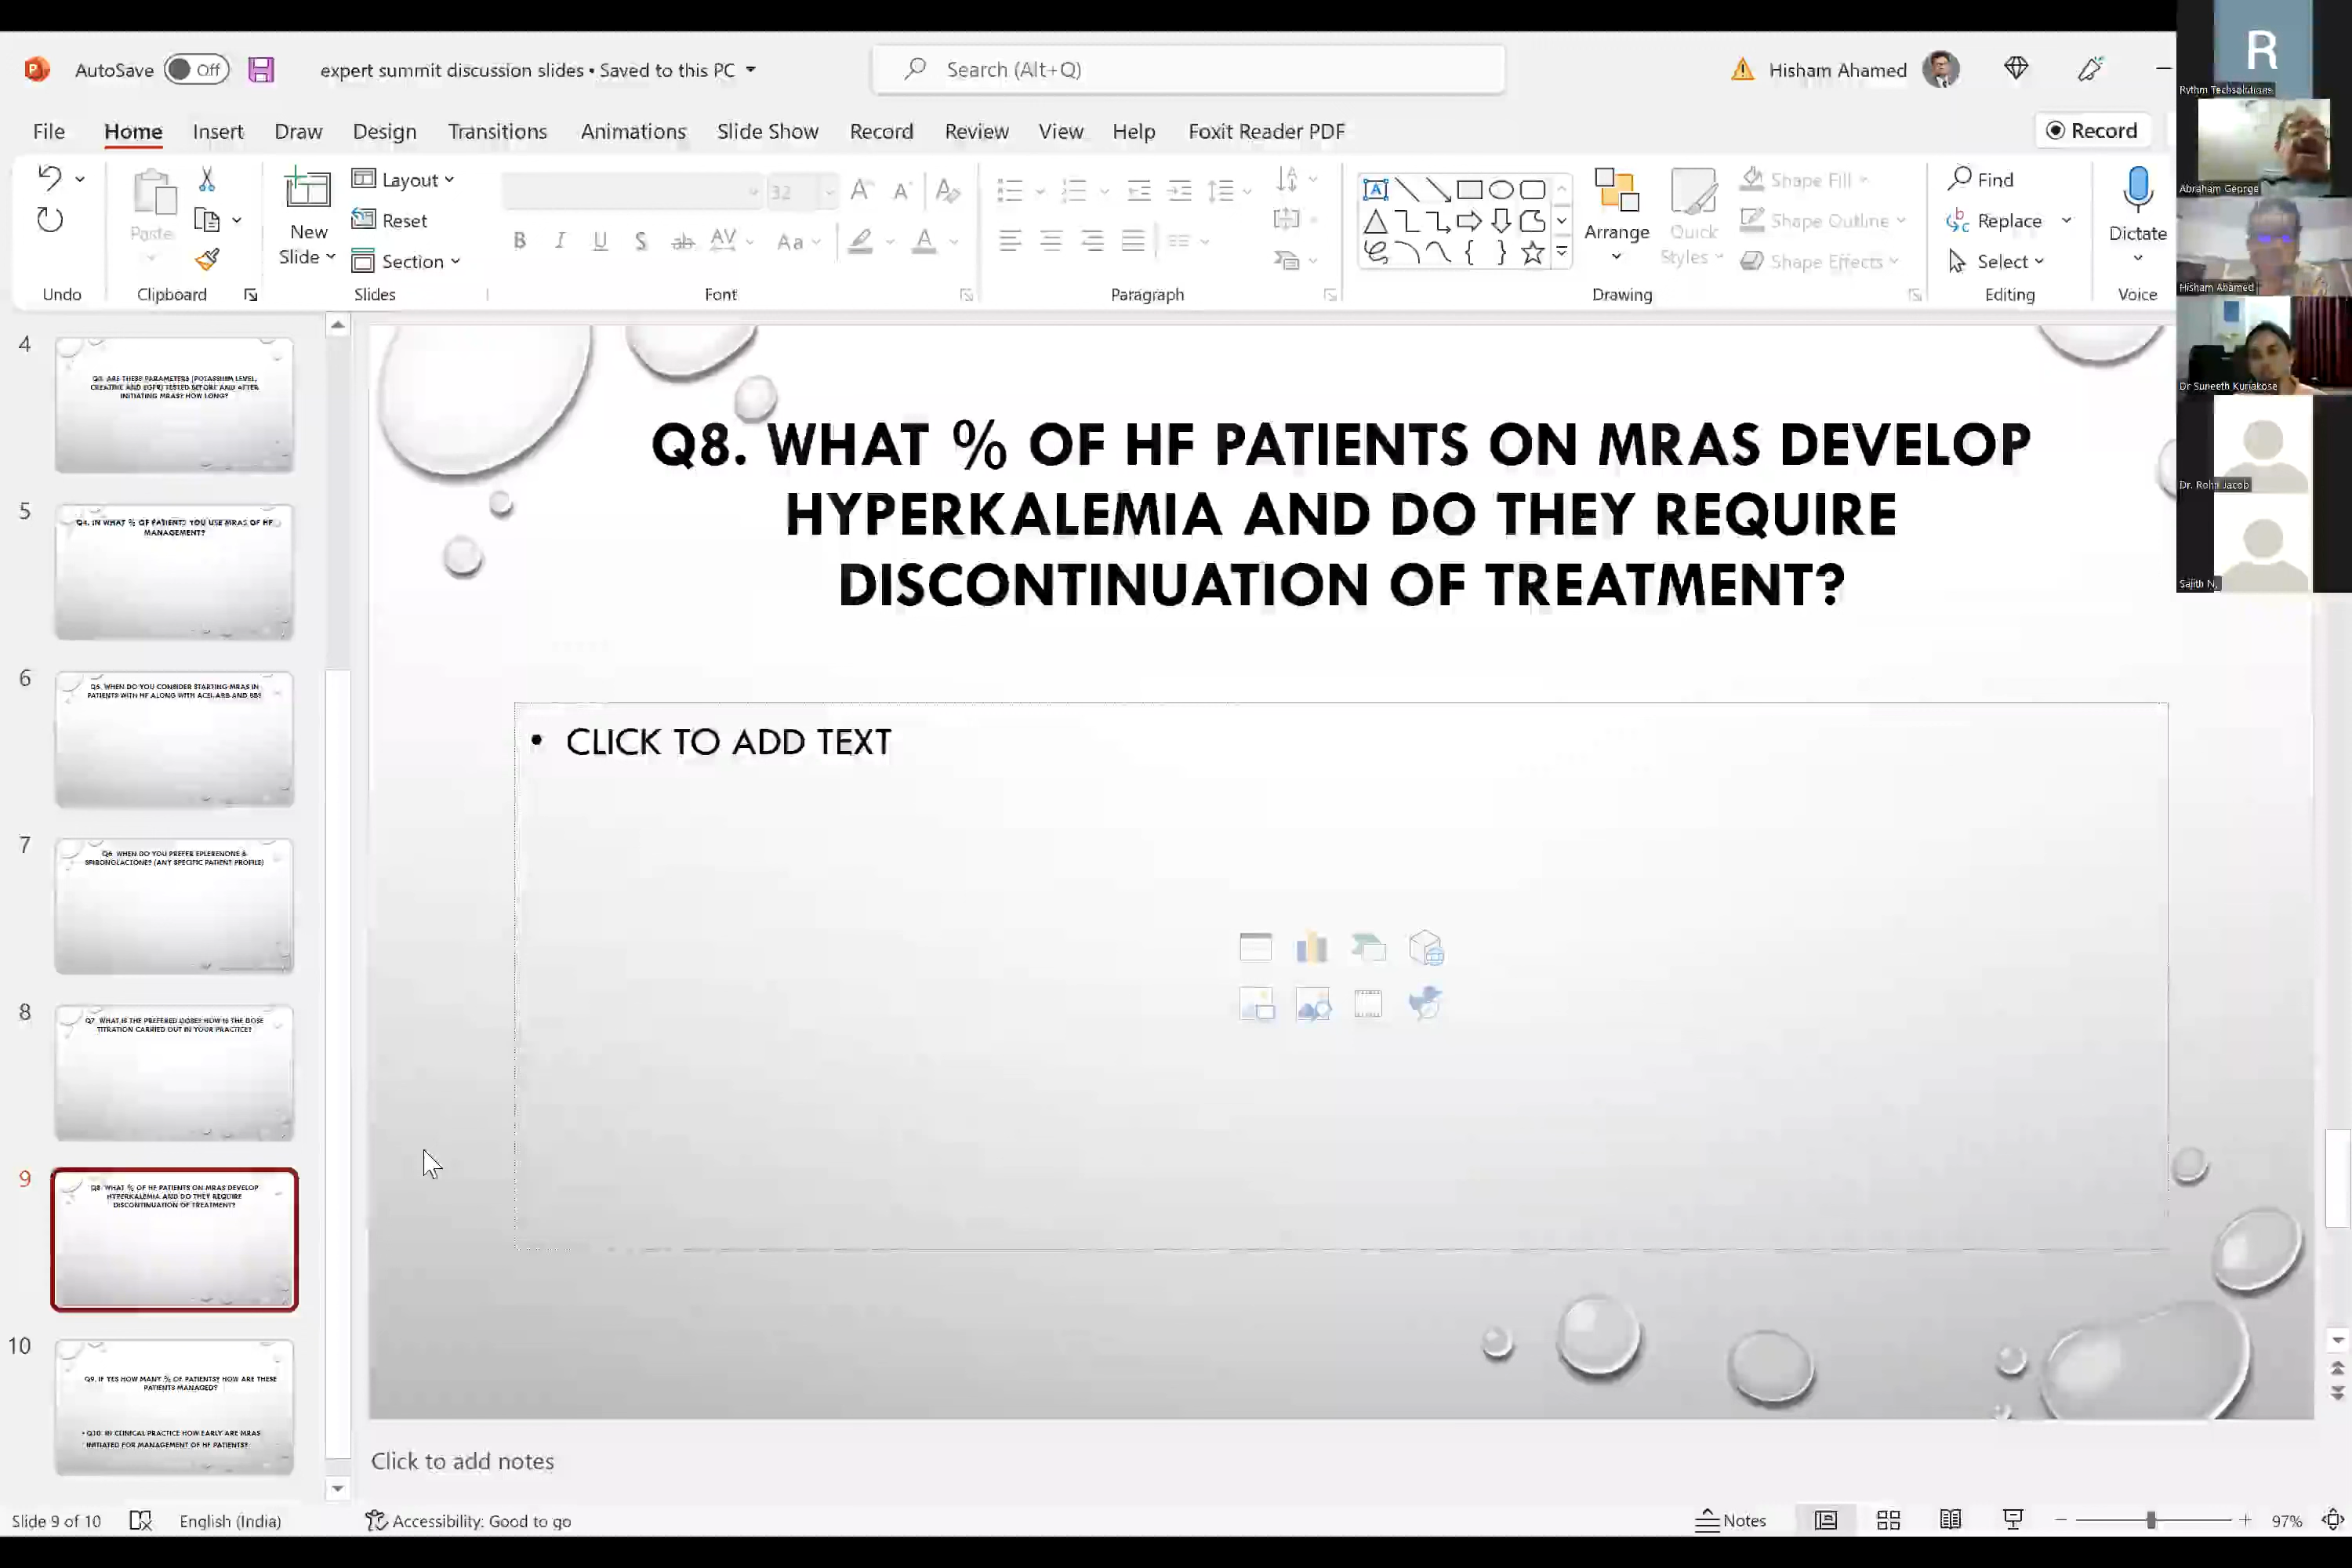 AutoSave Off expert summit discussion slides • Saved to this PC Search (Alt+Q) Hisham Ahamed
File Home Insert Draw Design Transitions Animations Slide Show Record Review View Help Foxit Reader PDF Record
Paste
New Slide
Layout
Reset
Section
32
Arrange
Quick Styles
Shape Fill
Shape Outline
Shape Effects
Find
Replace
Select
Dictate
Undo Clipboard Slides Font Paragraph Drawing Editing Voice
R
Rythm Techsolutions
Abraham George
Hisham Ahamed
Dr Suneeth Kuriakose
Dr. Rohn Jacob
Sajith N,
4
Q3. ARE THESE PARAMETERS (POTASSIUM LEVEL,
CREATINE AND EGFR) TESTED BEFORE AND AFTER
INITIATING MRAS? HOW LONG?
5
Q4. IN WHAT % OF PATIENTS YOU USE MRAS OF HF
MANAGEMENT?
6
Q5. WHEN DO YOU CONSIDER STARTING MRAS IN
PATIENTS WITH HF ALONG WITH ACEI, ARB AND BB?
7
Q6. WHEN DO YOU PREFER EPLERENONE &
SPIRONOLACTONE? (ANY SPECIFIC PATIENT PROFILE)
8
Q7. WHAT IS THE PREFERED DOSE? HOW IS THE DOSE
TITRATION CARRIED OUT IN YOUR PRACTICE?
9
Q8. WHAT % OF HF PATIENTS ON MRAS DEVELOP
HYPERKALEMIA AND DO THEY REQUIRE
DISCONTINUATION OF TREATMENT?
10
Q9. IF YES HOW MANY % OF PATIENTS? HOW ARE THESE
PATIENTS MANAGED?
• Q10. IN CLINICAL PRACTICE HOW EARLY ARE MRAS
INITIATED FOR MANAGEMENT OF HF PATIENTS?
Q8. WHAT % OF HF PATIENTS ON MRAS DEVELOP
HYPERKALEMIA AND DO THEY REQUIRE
DISCONTINUATION OF TREATMENT?
• CLICK TO ADD TEXT
Click to add notes
Slide 9 of 10 English (India) Accessibility: Good to go Notes 97%